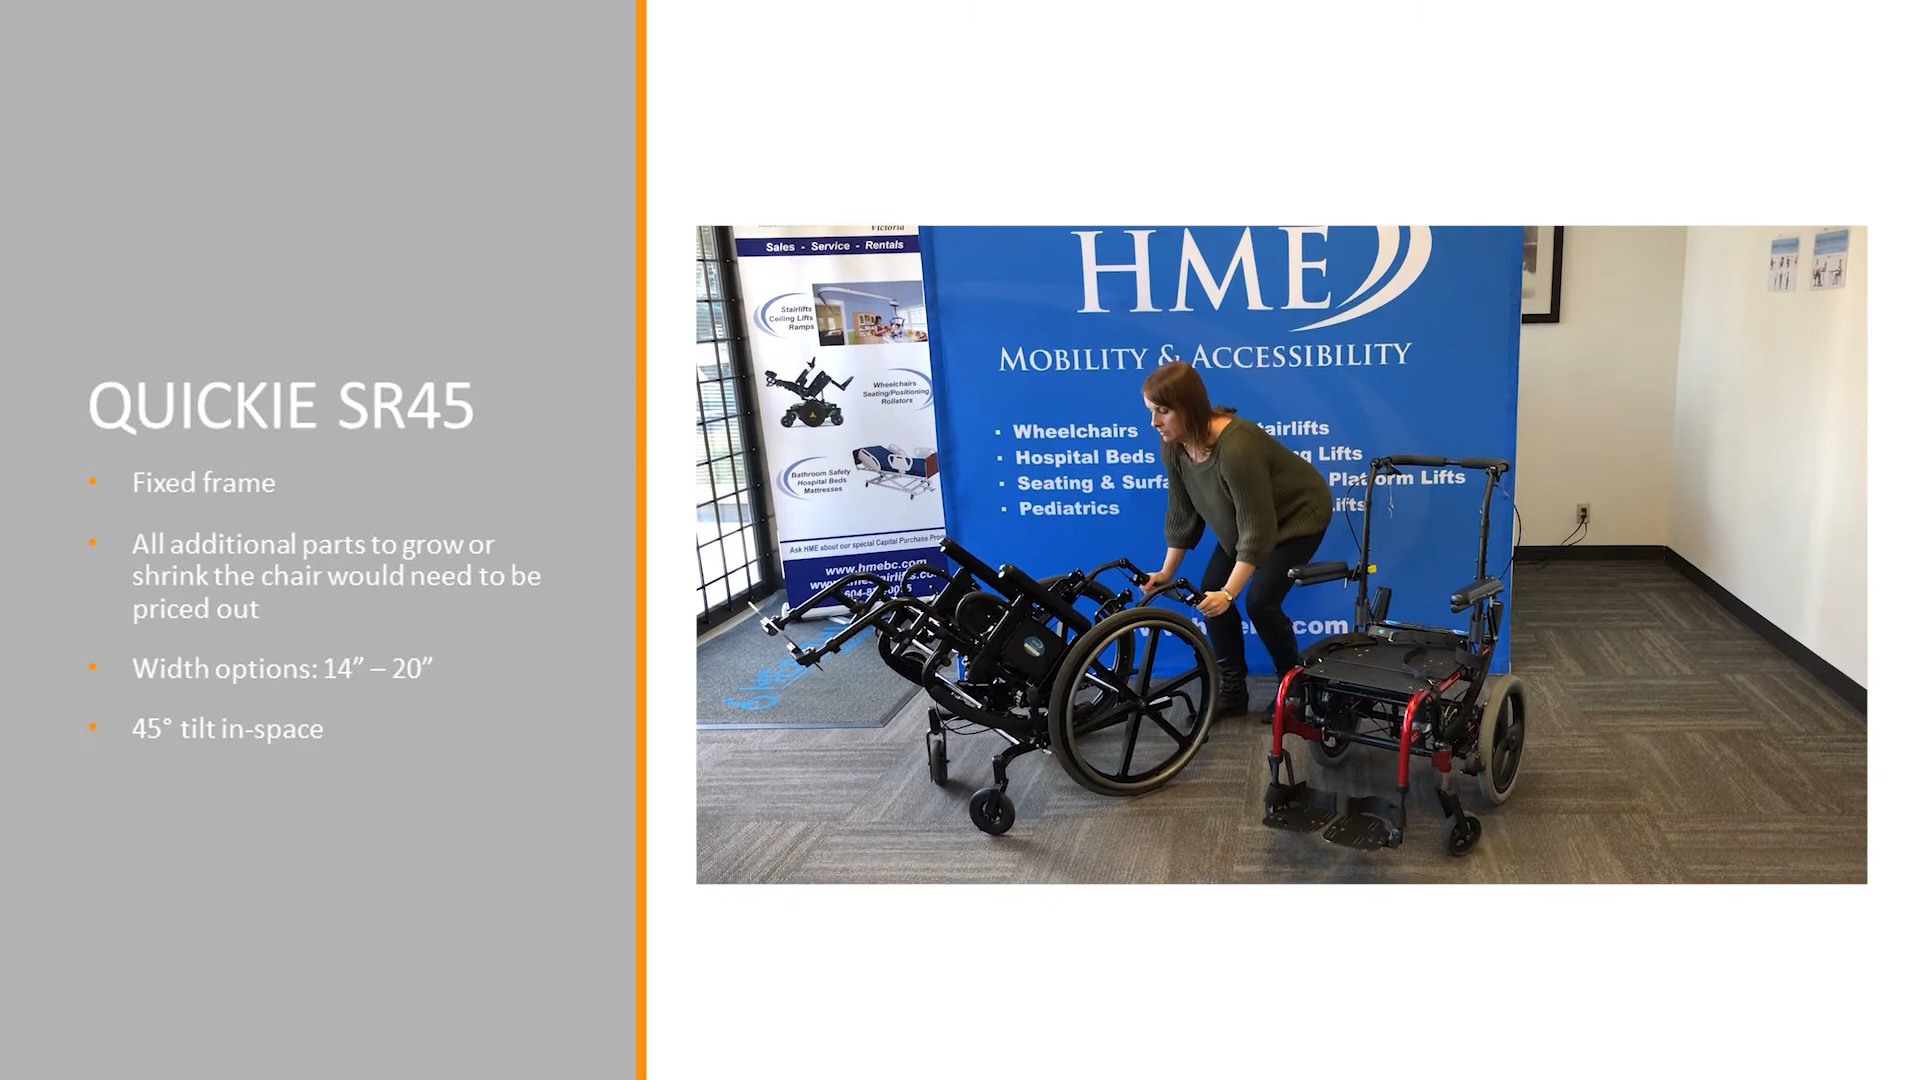 QUICKIE SR45
• Fixed frame
• All additional parts to grow or
shrink the chair would need to be
priced out
• Width options: 14” – 20”
• 45° tilt in-space
Victoria
Sales - Service - Rentals
Stairlifts
Ceiling Lifts
Ramps
Wheelchairs
Seating/Positioning
Rollators
Bathroom Safety
Hospital Beds
Mattresses
Ask HME about our special Capital Purchase
www.hmebc.com
HME
MOBILITY & ACCESSIBILITY
▪ Wheelchairs
▪ Hospital Beds
▪ Seating &
▪ Pediatrics
Lifts
Platform Lifts